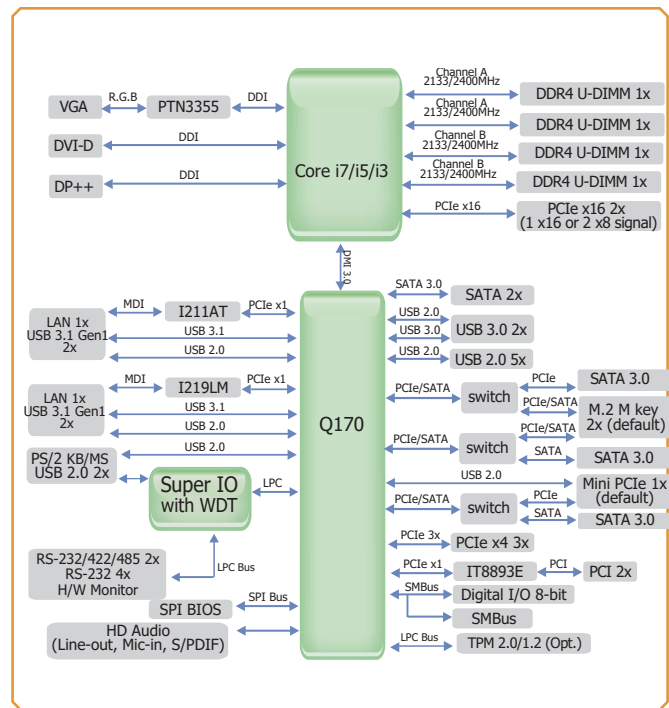 VGA
R.G.B
PTN3355
DDI
DVI-D
DDI
DP++
DDI
Core i7/i5/i3
Channel A
2133/2400MHz
DDR4 U-DIMM 1x
Channel A
2133/2400MHz
DDR4 U-DIMM 1x
Channel B
2133/2400MHz
DDR4 U-DIMM 1x
Channel B
2133/2400MHz
DDR4 U-DIMM 1x
PCIe x16
PCIe x16 2x
(1 x16 or 2 x8 signal)
DMI 3.0
LAN 1x
USB 3.1 Gen1
2x
MDI
I211AT
PCIe x1
USB 3.1
USB 2.0
LAN 1x
USB 3.1 Gen1
2x
MDI
I219LM
PCIe x1
USB 3.1
USB 2.0
PS/2 KB/MS
USB 2.0 2x
USB 2.0
Super IO
with WDT
LPC
RS-232/422/485 2x
RS-232 4x
H/W Monitor
LPC Bus
SPI BIOS
SPI Bus
HD Audio
(Line-out, Mic-in, S/PDIF)
Q170
SATA 3.0
SATA 2x
USB 2.0
USB 3.0
USB 3.0 2x
USB 2.0
USB 2.0 5x
PCIe/SATA
switch
PCIe
SATA 3.0
PCIe/SATA
M.2 M key
2x (default)
PCIe/SATA
switch
PCIe/SATA
SATA
SATA 3.0
USB 2.0
Mini PCIe 1x
(default)
PCIe/SATA
switch
PCIe
SATA
SATA 3.0
PCIe 3x
PCIe x4 3x
PCIe x1
IT8893E
PCI
PCI 2x
SMBus
Digital I/O 8-bit
SMBus
LPC Bus
TPM 2.0/1.2 (Opt.)